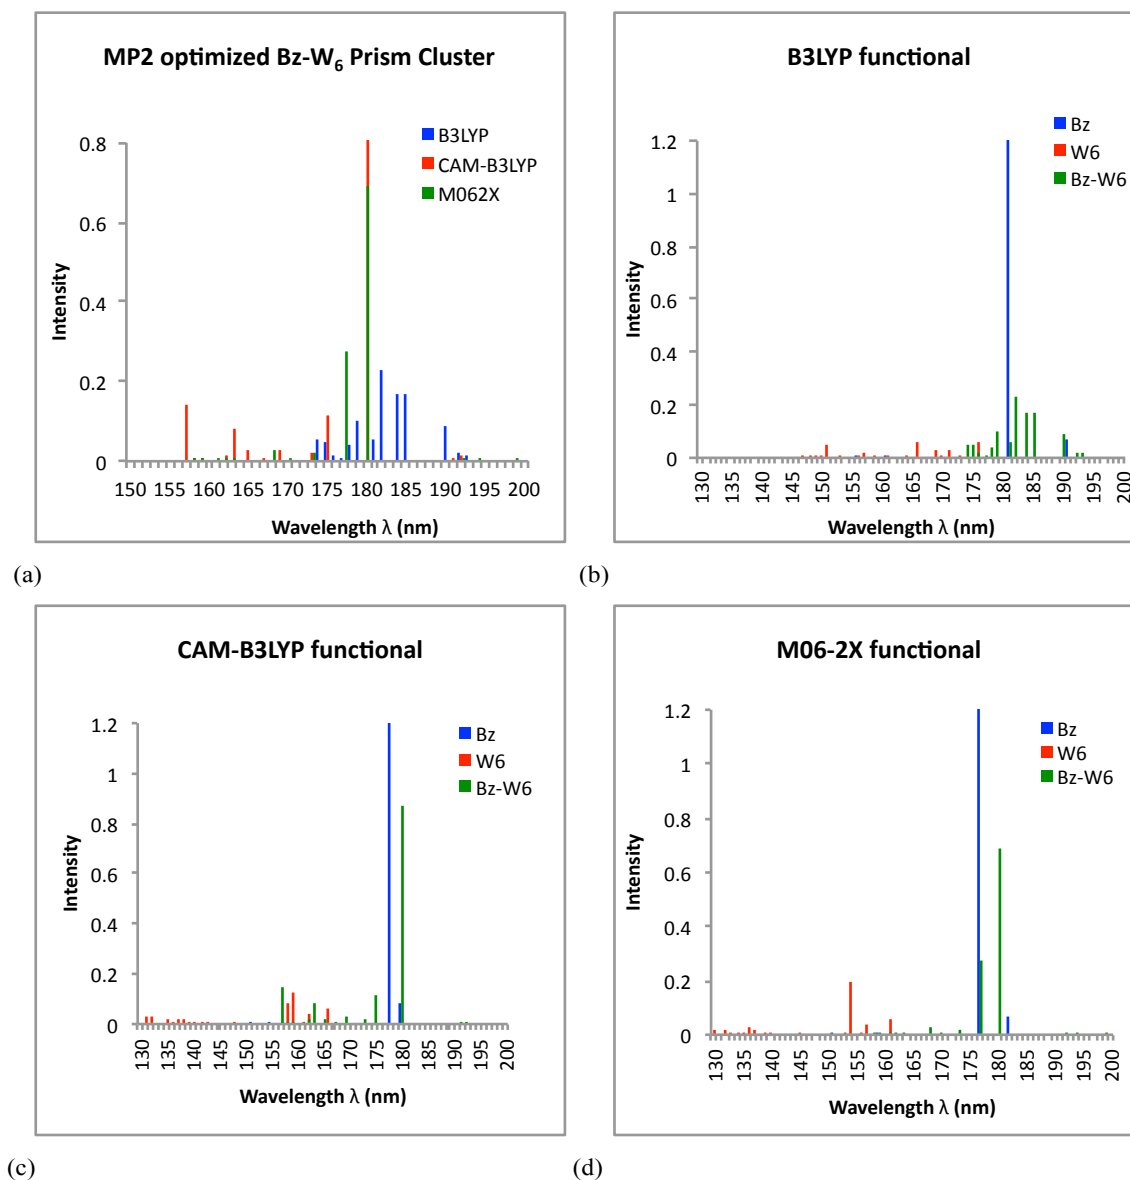 MP2 optimized Bz-W6 Prism Cluster
B3LYP
CAM-B3LYP
M062X
0.8
0.6
0.4
0.2
0
Intensity
150 155 160 165 170 175 180 185 190 195 200
Wavelength λ (nm)
(a)
B3LYP functional
Bz
W6
Bz-W6
1.2
1
0.8
0.6
0.4
0.2
0
Intensity
130 135 140 145 150 155 160 165 170 175 180 185 190 195 200
Wavelength λ (nm)
(b)
CAM-B3LYP functional
Bz
W6
Bz-W6
1.2
1
0.8
0.6
0.4
0.2
0
Intensity
130 135 140 145 150 155 160 165 170 175 180 185 190 195 200
Wavelength λ (nm)
(c)
M06-2X functional
Bz
W6
Bz-W6
1.2
1
0.8
0.6
0.4
0.2
0
Intensity
130 135 140 145 150 155 160 165 170 175 180 185 190 195 200
Wavelength λ (nm)
(d)